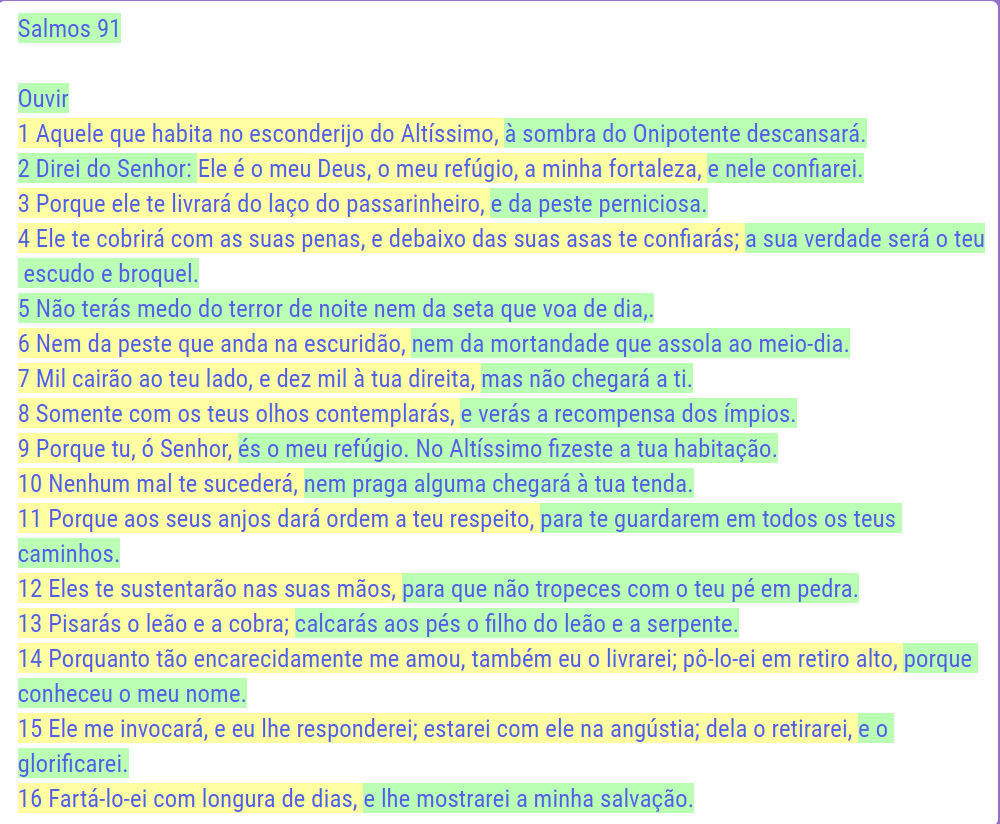 Salmos 91
Ouvir
1 Aquele que habita no esconderijo do Altíssimo, à sombra do Onipotente descansará.
2 Direi do Senhor: Ele é o meu Deus, o meu refúgio, a minha fortaleza, e nele confiarei.
3 Porque ele te livrará do laço do passarinheiro, e da peste perniciosa.
4 Ele te cobrirá com as suas penas, e debaixo das suas asas te confiarás; a sua verdade será o teu
escudo e broquel.
5 Não terás medo do terror de noite nem da seta que voa de dia,.
6 Nem da peste que anda na escuridão, nem da mortandade que assola ao meio-dia.
7 Mil cairão ao teu lado, e dez mil à tua direita, mas não chegará a ti.
8 Somente com os teus olhos contemplarás, e verás a recompensa dos ímpios.
9 Porque tu, ó Senhor, és o meu refúgio. No Altíssimo fizeste a tua habitação.
10 Nenhum mal te sucederá, nem praga alguma chegará à tua tenda.
11 Porque aos seus anjos dará ordem a teu respeito, para te guardarem em todos os teus
caminhos.
12 Eles te sustentarão nas suas mãos, para que não tropeces com o teu pé em pedra.
13 Pisarás o leão e a cobra; calcarás aos pés o filho do leão e a serpente.
14 Porquanto tão encarecidamente me amou, também eu o livrarei; pô-lo-ei em retiro alto, porque
conheceu o meu nome.
15 Ele me invocará, e eu lhe responderei; estarei com ele na angústia; dela o retirarei, e o
glorificarei.
16 Fartá-lo-ei com longura de dias, e lhe mostrarei a minha salvação.